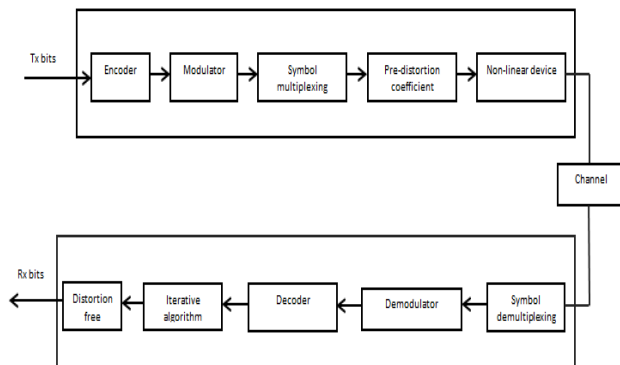 Tx bits
Encoder
Modulator
Symbol
multiplexing
Pre-distortion
coefficient
Non-linear device
Channel
Rx bits
Distortion
free
Iterative
algorithm
Decoder
Demodulator
Symbol
demultiplexing